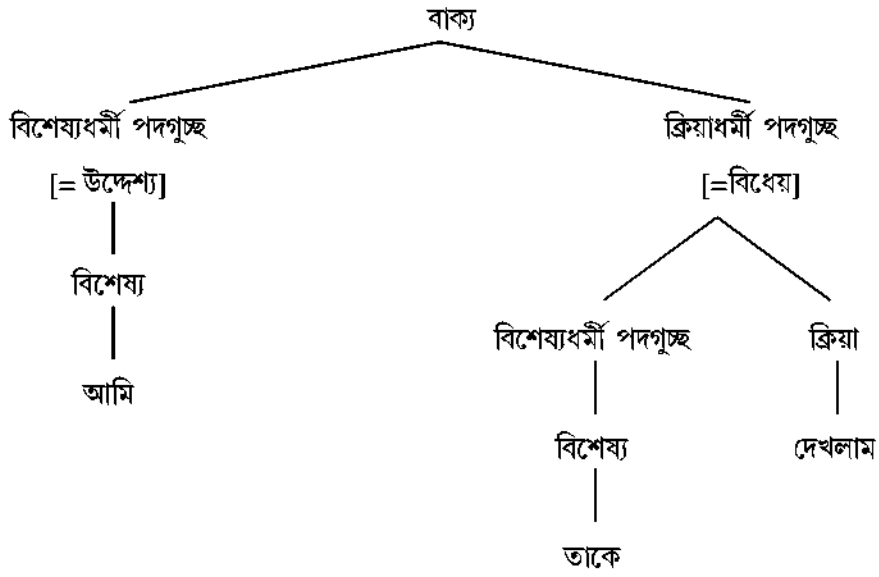 বাক্য
বিশেষ্যধর্মী পদগুচ্ছ ক্রিয়াধর্মী পদগুচ্ছ
[= উদ্দেশ্য] [=বিধেয়]
বিশেষ্য
বিশেষ্যধর্মী পদগুচ্ছ ক্রিয়া
আমি
বিশেষ্য দেখলাম
তাকে